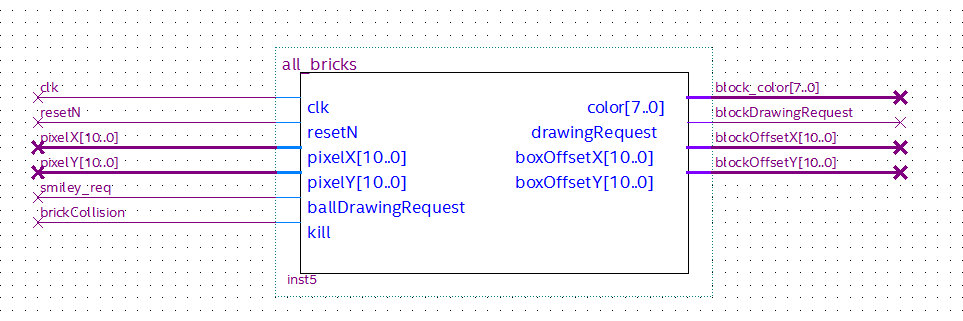 all_bricks
clk
resetN
pixelX[10..0]
pixelY[10..0]
smiley_req
brickCollision
clk
resetN
pixelX[10..0]
pixelY[10..0]
ballDrawingRequest
kill
color[7..0]
drawingRequest
boxOffsetX[10..0]
boxOffsetY[10..0]
block_color[7..0]
blockDrawingRequest
blockOffsetX[10..0]
blockOffsetY[10..0]
inst5